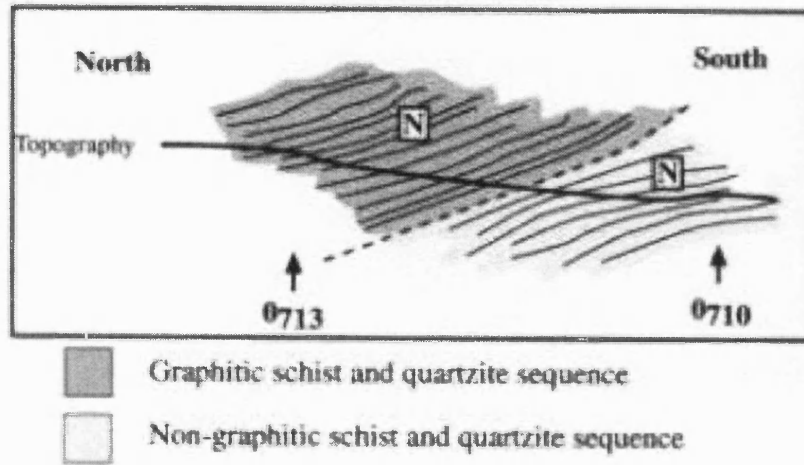 North South
N
Topography
N
0713
0710
Graphitic schist and quartzite sequence
Non-graphitic schist and quartzite sequence